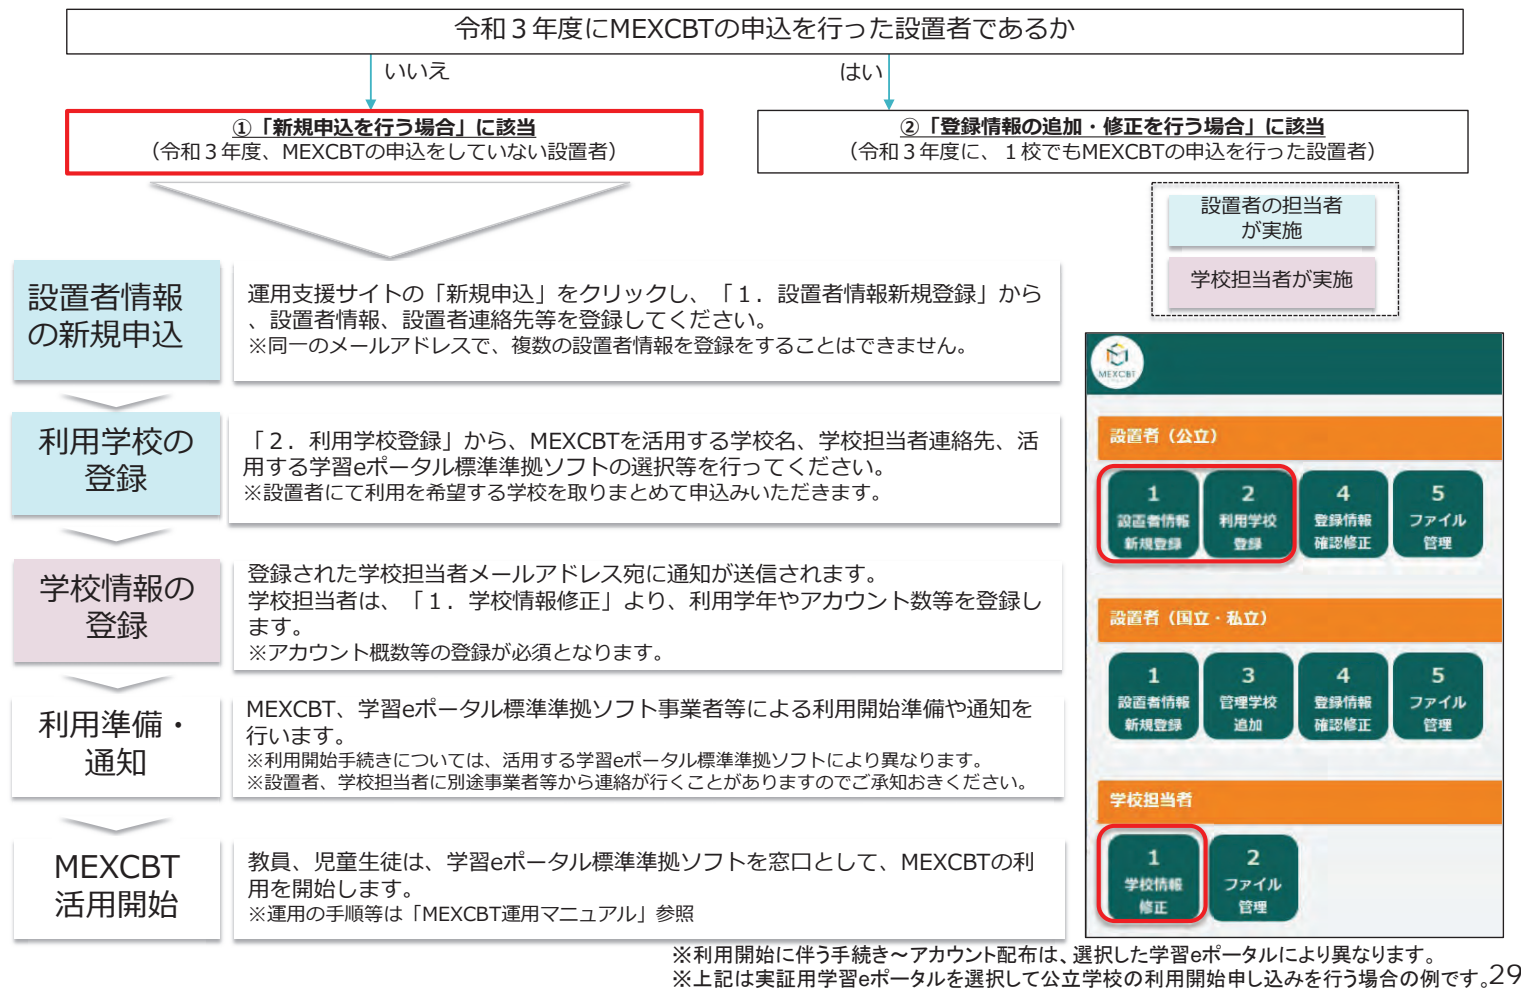 令和３年度にMEXCBTの申込を行った設置者であるか
いいえ
はい
①「新規申込を行う場合」に該当
（令和３年度、MEXCBTの申込をしていない設置者）
②「登録情報の追加・修正を行う場合」に該当
（令和３年度に、１校でもMEXCBTの申込を行った設置者）
設置者の担当者
が実施
学校担当者が実施
設置者情報
の新規申込
運用支援サイトの「新規申込」をクリックし、「１．設置者情報新規登録」から
、設置者情報、設置者連絡先等を登録してください。
※同一のメールアドレスで、複数の設置者情報を登録をすることはできません。
利用学校の
登録
「２．利用学校登録」から、MEXCBTを活用する学校名、学校担当者連絡先、活
用する学習eポータル標準準拠ソフトの選択等を行ってください。
※設置者にて利用を希望する学校を取りまとめて申込みいただきます。
学校情報の
登録
登録された学校担当者メールアドレス宛に通知が送信されます。
学校担当者は、「１．学校情報修正」より、利用学年やアカウント数等を登録し
ます。
※アカウント概数等の登録が必須となります。
利用準備・
通知
MEXCBT、学習eポータル標準準拠ソフト事業者等による利用開始準備や通知を
行います。
※利用開始手続きについては、活用する学習eポータル標準準拠ソフトにより異なります。
※設置者、学校担当者に別途事業者等から連絡が行くことがありますのでご承知おきください。
MEXCBT
活用開始
教員、児童生徒は、学習eポータル標準準拠ソフトを窓口として、MEXCBTの利
用を開始します。
※運用の手順等は「MEXCBT運用マニュアル」参照
MEXCBT
設置者（公立）
1
設置者情報
新規登録
2
利用学校
登録
4
登録情報
確認修正
5
ファイル
管理
設置者（国立・私立）
1
設置者情報
新規登録
3
管理学校
追加
4
登録情報
確認修正
5
ファイル
管理
学校担当者
1
学校情報
修正
2
ファイル
管理
※利用開始に伴う手続き～アカウント配布は、選択した学習eポータルにより異なります。
※上記は実証用学習eポータルを選択して公立学校の利用開始申し込みを行う場合の例です。
29